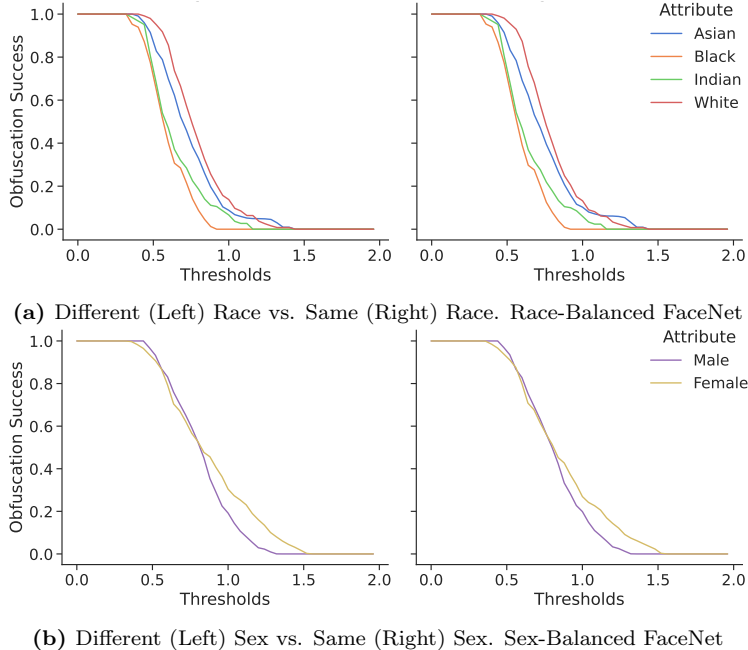 Attribute
Asian
Black
Indian
White
Obfuscation Success
1.0
0.8
0.6
0.4
0.2
0.0
0.0 0.5 1.0 1.5 2.0 0.0 0.5 1.0 1.5 2.0
Thresholds Thresholds
(a) Different (Left) Race vs. Same (Right) Race. Race-Balanced FaceNet
Attribute
Male
Female
Obfuscation Success
1.0
0.8
0.6
0.4
0.2
0.0
0.0 0.5 1.0 1.5 2.0 0.0 0.5 1.0 1.5 2.0
Thresholds Thresholds
(b) Different (Left) Sex vs. Same (Right) Sex. Sex-Balanced FaceNet